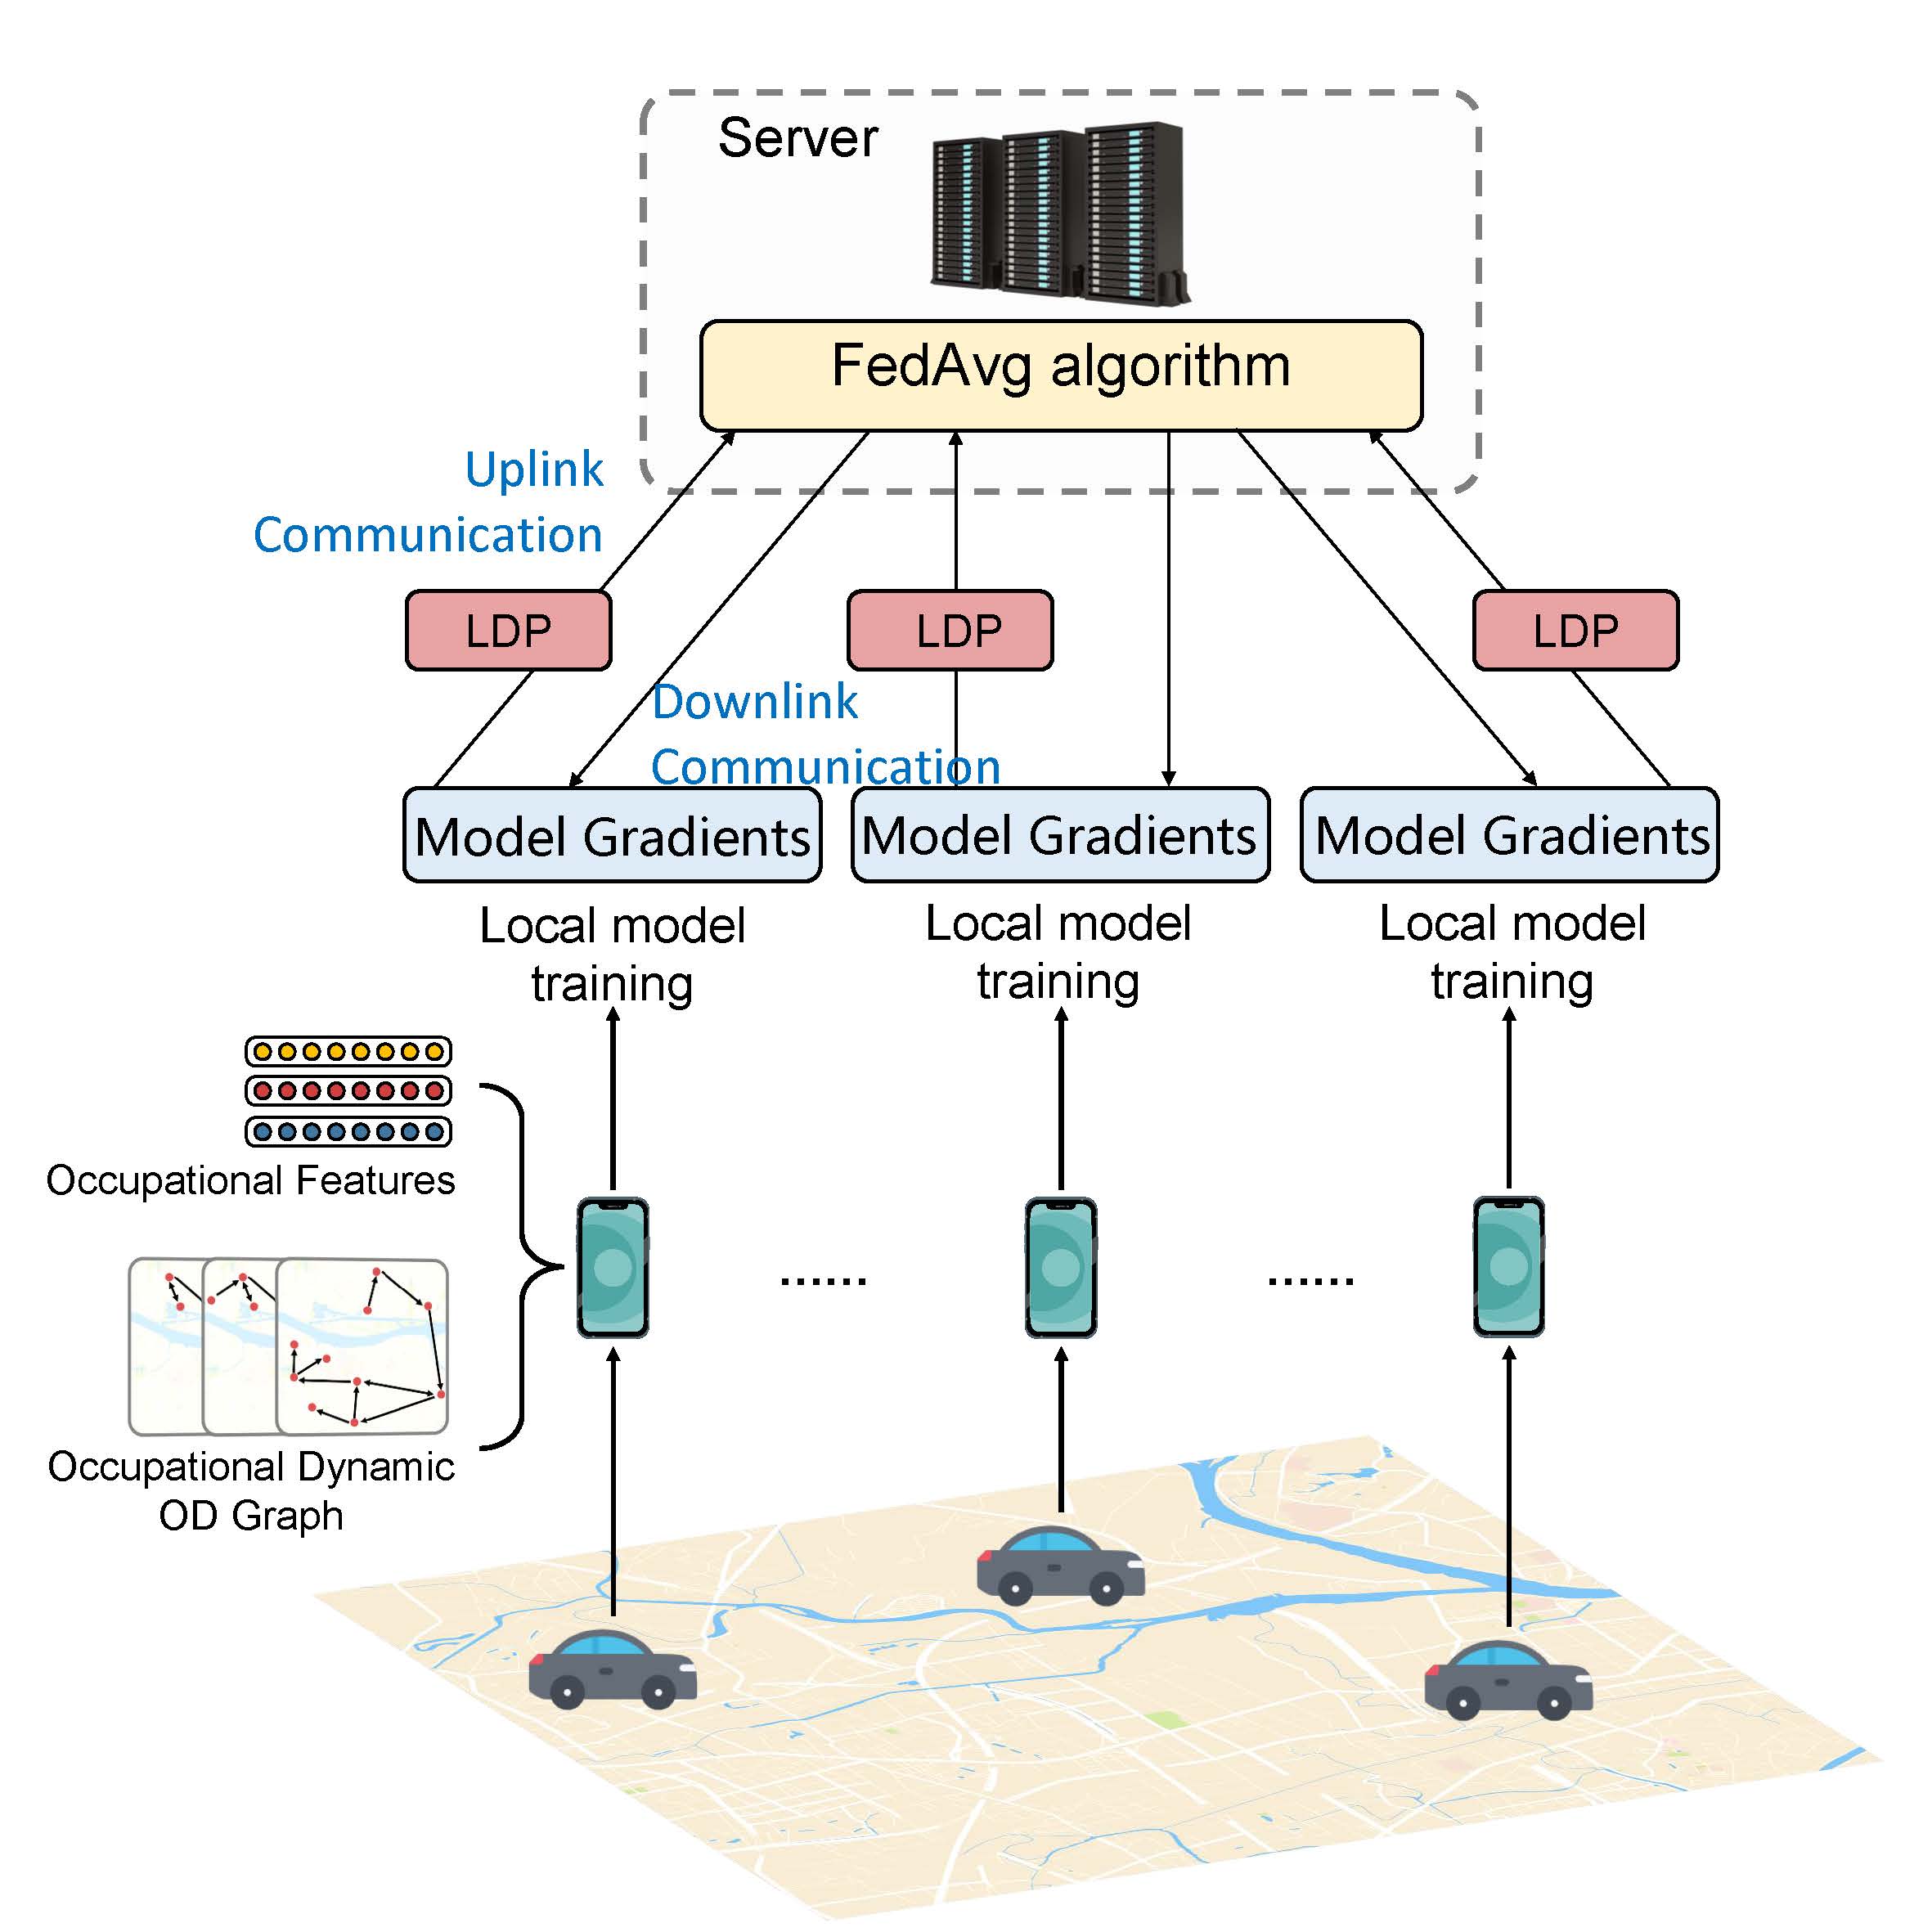 Server
FedAvg algorithm
Uplink
Communication
LDP
LDP
LDP
Downlink
Communication
Model Gradients
Model Gradients
Model Gradients
Local model
training
Local model
training
Local model
training
Occupational Features
......
......
Occupational Dynamic
OD Graph